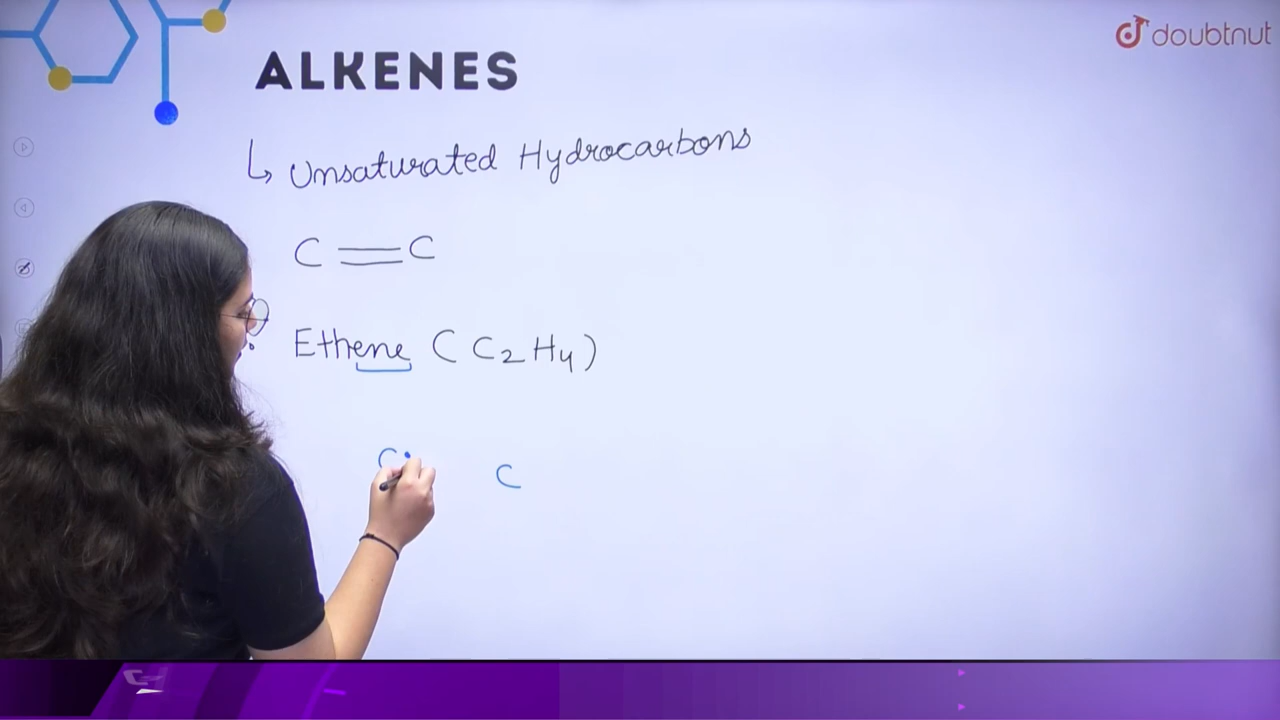 doubtnut
ALKENES
↳ Unsaturated Hydrocarbons
C = C
Ethene ( C₂H₄ )
C C